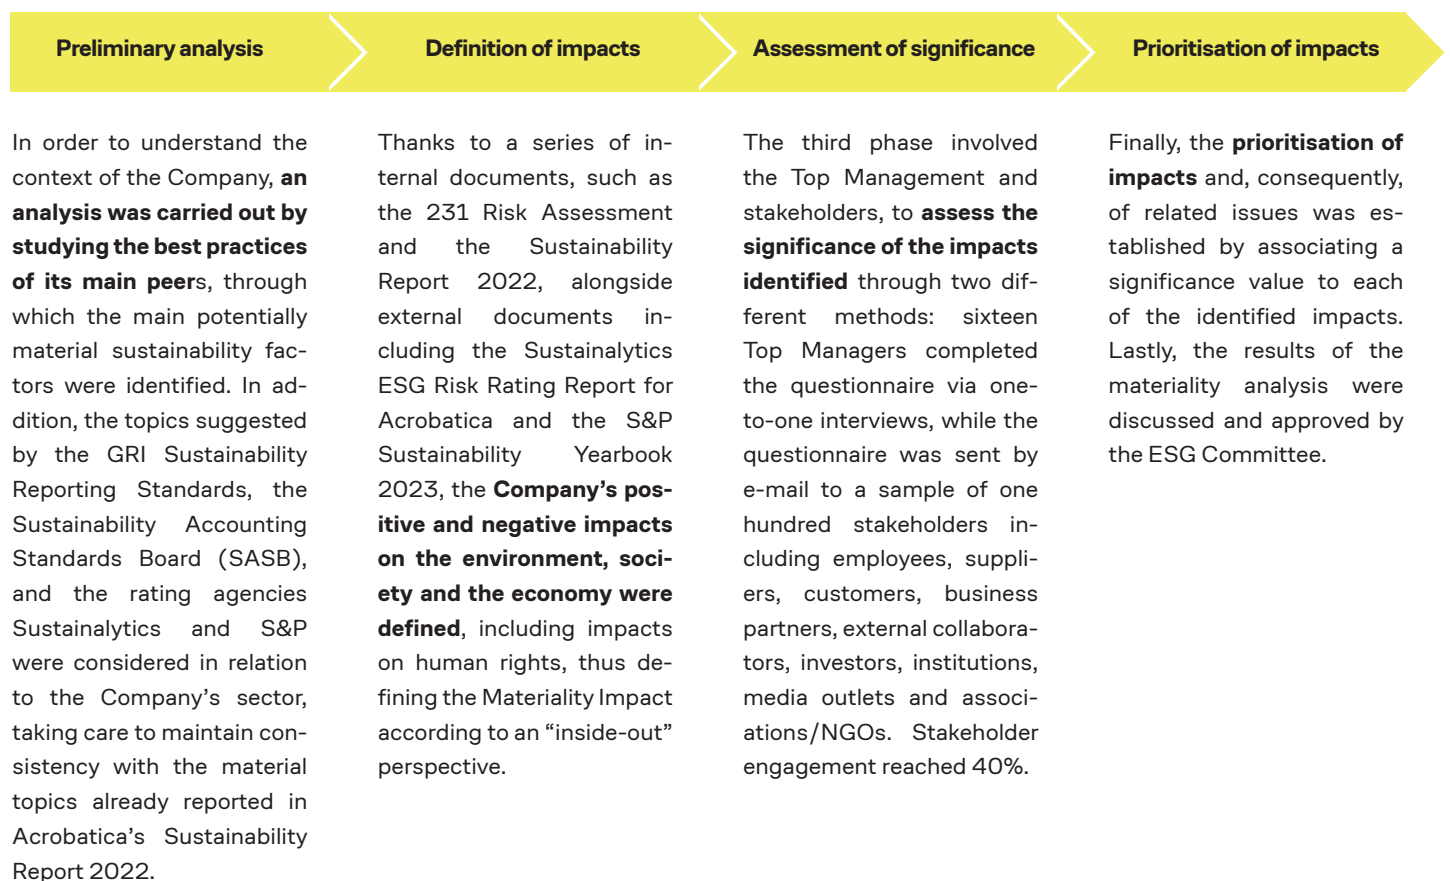 Preliminary analysis
In order to understand the
context of the Company, an
analysis was carried out by
studying the best practices
of its main peers, through
which the main potentially
material sustainability fac-
tors were identified. In ad-
dition, the topics suggested
by the GRI Sustainability
Reporting Standards, the
Sustainability Accounting
Standards Board (SASB),
and the rating agencies
Sustainalytics and S&P
were considered in relation
to the Company’s sector,
taking care to maintain con-
sistency with the material
topics already reported in
Acrobatica’s Sustainability
Report 2022.
Definition of impacts
Thanks to a series of in-
ternal documents, such as
the 231 Risk Assessment
and the Sustainability
Report 2022, alongside
external documents in-
cluding the Sustainalytics
ESG Risk Rating Report for
Acrobatica and the S&P
Sustainability Yearbook
2023, the Company’s pos-
itive and negative impacts
on the environment, soci-
ety and the economy were
defined, including impacts
on human rights, thus de-
fining the Materiality Impact
according to an “inside-out”
perspective.
Assessment of significance
The third phase involved
the Top Management and
stakeholders, to assess the
significance of the impacts
identified through two dif-
ferent methods: sixteen
Top Managers completed
the questionnaire via one-
to-one interviews, while the
questionnaire was sent by
e-mail to a sample of one
hundred stakeholders in-
cluding employees, suppli-
ers, customers, business
partners, external collabora-
tors, investors, institutions,
media outlets and associ-
ations/NGOs. Stakeholder
engagement reached 40%.
Prioritisation of impacts
Finally, the prioritisation of
impacts and, consequently,
of related issues was es-
tablished by associating a
significance value to each
of the identified impacts.
Lastly, the results of the
materiality analysis were
discussed and approved by
the ESG Committee.